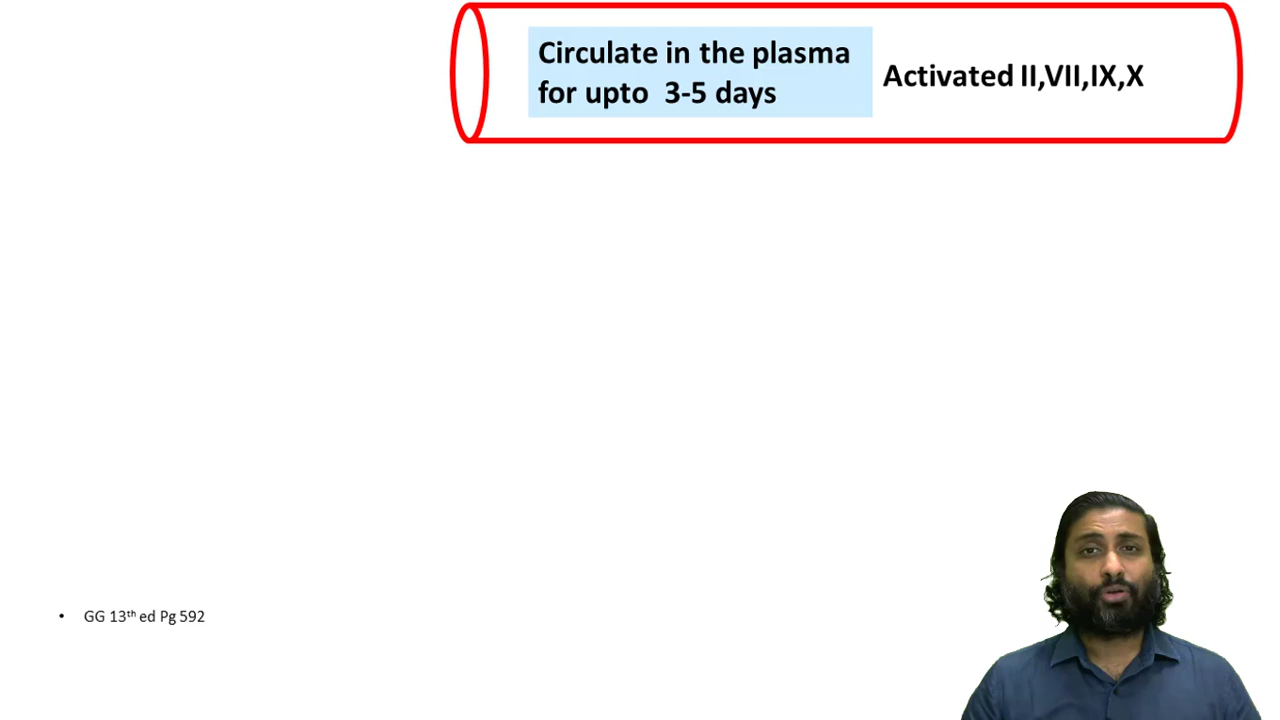 Circulate in the plasma
for upto 3-5 days
Activated II,VII,IX,X
• GG 13th ed Pg 592